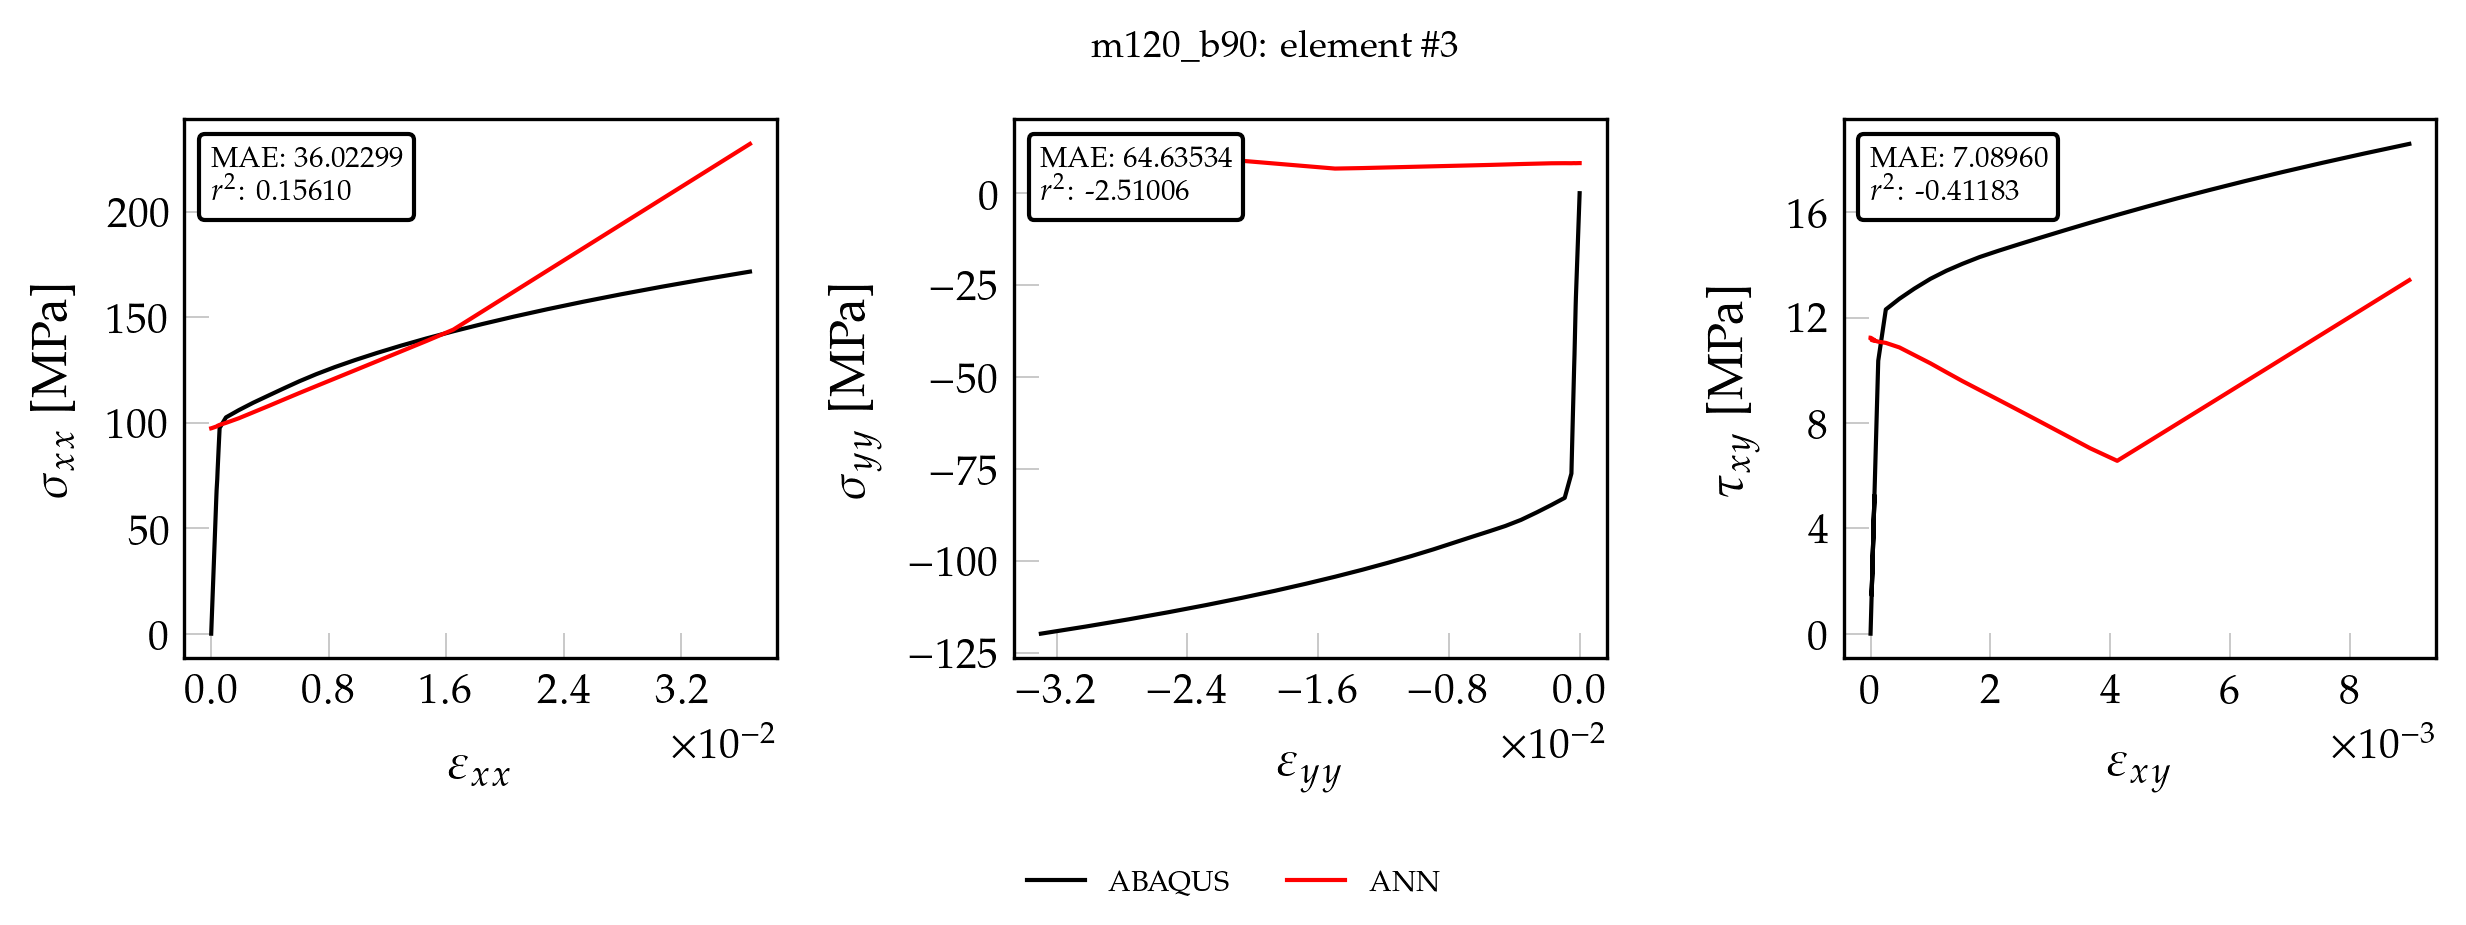 m120_b90: element #3
MAE: 36.02299
r²: 0.15610
σxx [MPa]
200
150
100
50
0
0.0 0.8 1.6 2.4 3.2
×10⁻²
εxx
MAE: 64.63534
r²: -2.51006
σyy [MPa]
0
−25
−50
−75
−100
−125
−3.2 −2.4 −1.6 −0.8 0.0
×10⁻²
εyy
MAE: 7.08960
r²: -0.41183
τxy [MPa]
16
12
8
4
0
0 2 4 6 8
×10⁻³
εxy
ABAQUS ANN